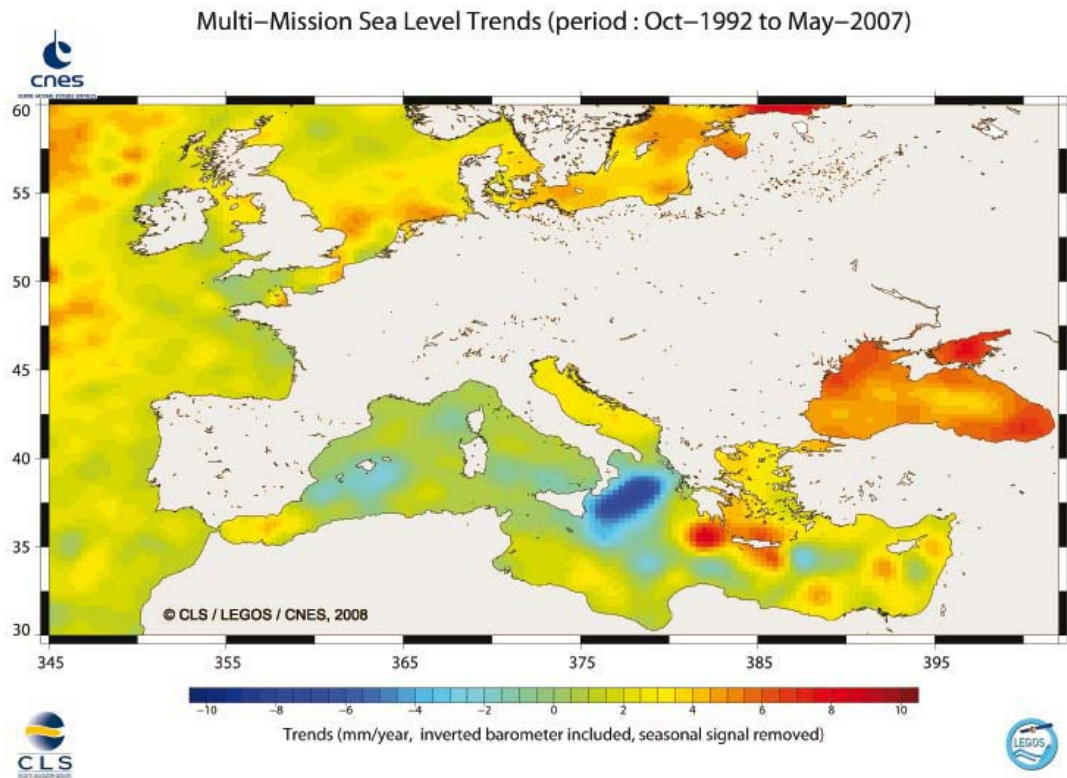 Multi−Mission Sea Level Trends (period : Oct−1992 to May−2007)
cnes
60
55
50
45
40
35
30
© CLS / LEGOS / CNES, 2008
345 355 365 375 385 395
−10 −8 −6 −4 −2 0 2 4 6 8 10
Trends (mm/year, inverted barometer included, seasonal signal removed)
CLS
LEGOS